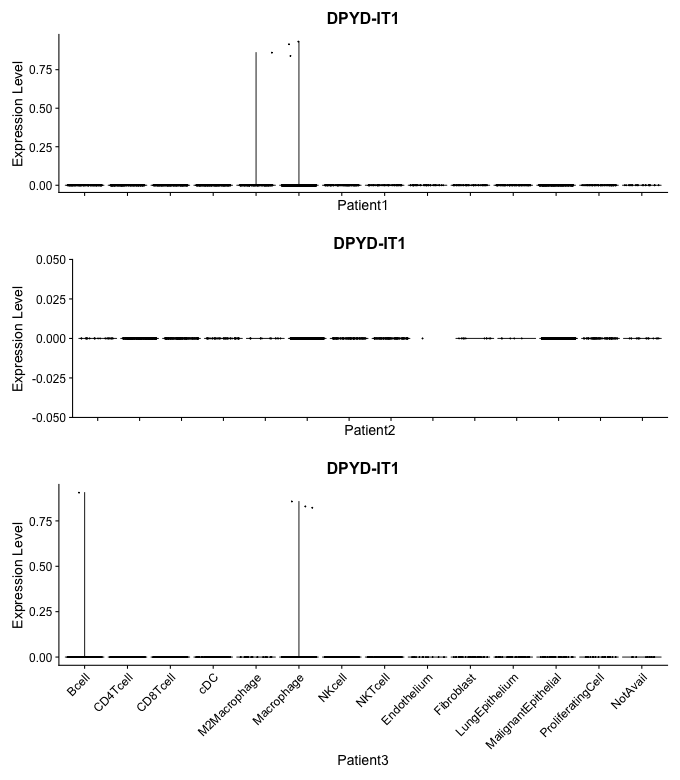 DPYD-IT1
Expression Level
0.75
0.50
0.25
0.00
Patient1
DPYD-IT1
Expression Level
0.050
0.025
0.000
-0.025
-0.050
Patient2
DPYD-IT1
Expression Level
0.75
0.50
0.25
0.00
Bcell
CD4Tcell
CD8Tcell
cDC
M2Macrophage
Macrophage
NKcell
NKTcell
Endothelium
Fibroblast
LungEpithelium
MalignantEpithelial
ProliferatingCell
NotAvail
Patient3